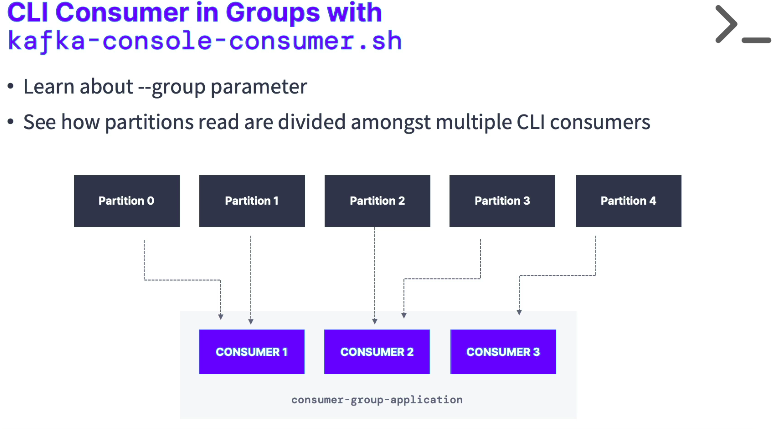 CLI Consumer in Groups with
kafka-console-consumer.sh
• Learn about --group parameter
• See how partitions read are divided amongst multiple CLI consumers
Partition 0
Partition 1
Partition 2
Partition 3
Partition 4
CONSUMER 1
CONSUMER 2
CONSUMER 3
consumer-group-application